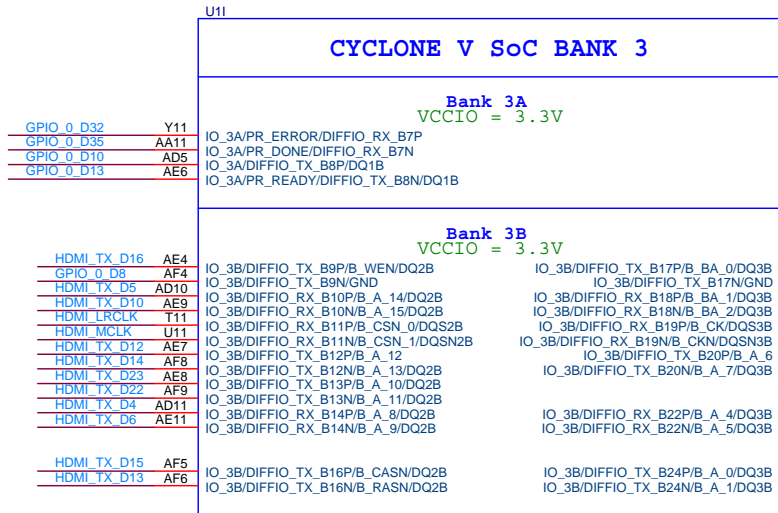 U1I
CYCLONE V SoC BANK 3
Bank 3A
VCCIO = 3.3V
GPIO_0_D32 Y11 IO_3A/PR_ERROR/DIFFIO_RX_B7P
GPIO_0_D35 AA11 IO_3A/PR_DONE/DIFFIO_RX_B7N
GPIO_0_D10 AD5 IO_3A/DIFFIO_TX_B8P/DQ1B
GPIO_0_D13 AE6 IO_3A/PR_READY/DIFFIO_TX_B8N/DQ1B
Bank 3B
VCCIO = 3.3V
HDMI_TX_D16 AE4 IO_3B/DIFFIO_TX_B9P/B_WEN/DQ2B IO_3B/DIFFIO_TX_B17P/B_BA_0/DQ3B
GPIO_0_D8 AF4 IO_3B/DIFFIO_TX_B9N/GND IO_3B/DIFFIO_TX_B17N/GND
HDMI_TX_D5 AD10 IO_3B/DIFFIO_RX_B10P/B_A_14/DQ2B IO_3B/DIFFIO_RX_B18P/BA_1/DQ3B
HDMI_TX_D10 AE9 IO_3B/DIFFIO_RX_B10N/B_A_15/DQ2B IO_3B/DIFFIO_RX_B18N/B_BA_2/DQ3B
HDMI_LRCLK T11 IO_3B/DIFFIO_RX_B11P/B_CSN_0/DQS2B IO_3B/DIFFIO_RX_B19P/B_CK/DQS3B
HDMI_MCLK U11 IO_3B/DIFFIO_RX_B11N/B_CSN_1/DQSN2B IO_3B/DIFFIO_RX_B19N/B_CKN/DQSN3B
HDMI_TX_D12 AE7 IO_3B/DIFFIO_TX_B12P/B_A_12 IO_3B/DIFFIO_TX_B20P/B_A_6
HDMI_TX_D14 AF8 IO_3B/DIFFIO_TX_B12N/B_A_13/DQ2B IO_3B/DIFFIO_TX_B20N/B_A_7/DQ3B
HDMI_TX_D23 AE8 IO_3B/DIFFIO_TX_B13P/B_A_10/DQ2B
HDMI_TX_D22 AF9 IO_3B/DIFFIO_TX_B13N/B_A_11/DQ2B
HDMI_TX_D4 AD11 IO_3B/DIFFIO_RX_B14P/B_A_8/DQ2B IO_3B/DIFFIO_RX_B22P/B_A_4/DQ3B
HDMI_TX_D6 AE11 IO_3B/DIFFIO_RX_B14N/B_A_9/DQ2B IO_3B/DIFFIO_RX_B22N/B_A_5/DQ3B
HDMI_TX_D15 AF5 IO_3B/DIFFIO_TX_B16P/B_CASN/DQ2B IO_3B/DIFFIO_TX_B24P/B_A_0/DQ3B
HDMI_TX_D13 AF6 IO_3B/DIFFIO_TX_B16N/B_RASN/DQ2B IO_3B/DIFFIO_TX_B24N/B_A_1/DQ3B